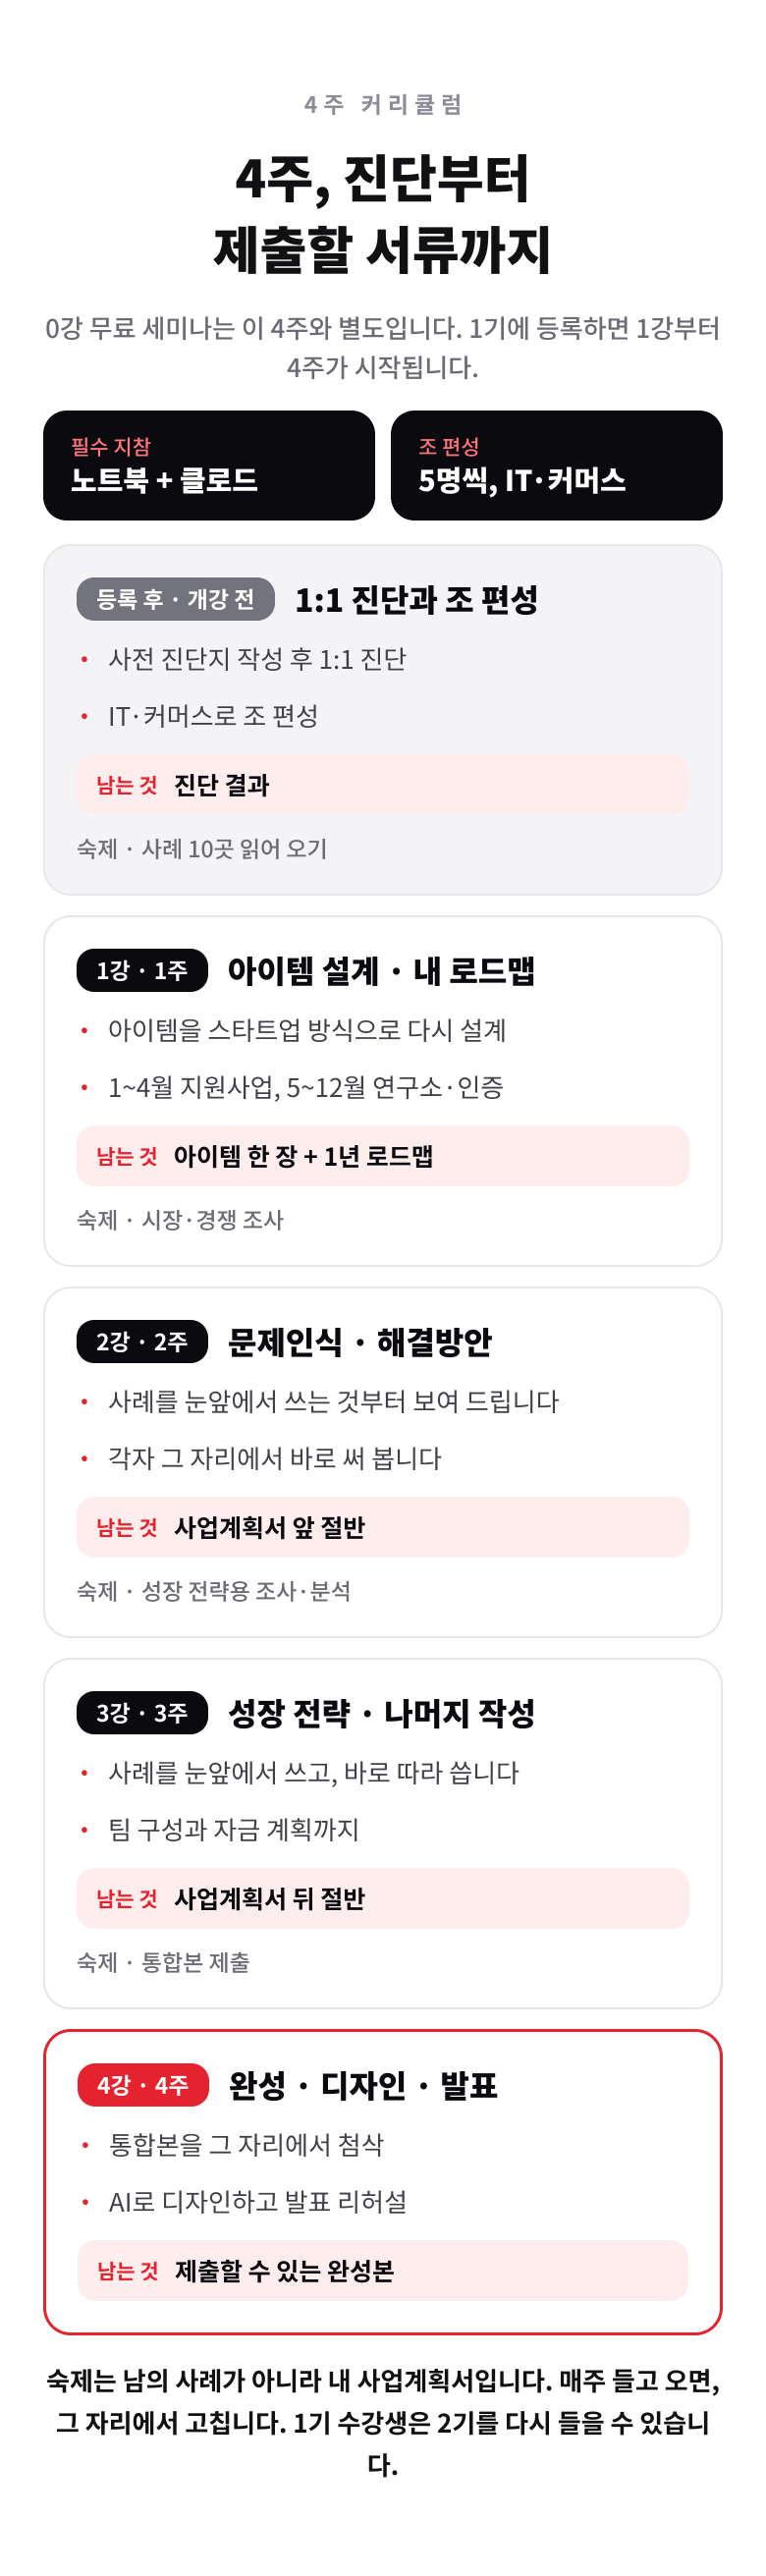 4주 커리큘럼
4주, 진단부터
제출할 서류까지
0강 무료 세미나는 이 4주와 별도입니다. 1기에 등록하면 1강부터
4주가 시작됩니다.
필수 지참
노트북 + 클로드
조 편성
5명씩, IT·커머스
등록 후 · 개강 전
1:1 진단과 조 편성
• 사전 진단지 작성 후 1:1 진단
• IT·커머스로 조 편성
남는 것 진단 결과
숙제 · 사례 10곳 읽어 오기
1강 · 1주
아이템 설계 · 내 로드맵
• 아이템을 스타트업 방식으로 다시 설계
• 1~4월 지원사업, 5~12월 연구소·인증
남는 것 아이템 한 장 + 1년 로드맵
숙제 · 시장·경쟁 조사
2강 · 2주
문제인식 · 해결방안
• 사례를 눈앞에서 쓰는 것부터 보여 드립니다
• 각자 그 자리에서 바로 써 봅니다
남는 것 사업계획서 앞 절반
숙제 · 성장 전략용 조사·분석
3강 · 3주
성장 전략 · 나머지 작성
• 사례를 눈앞에서 쓰고, 바로 따라 씁니다
• 팀 구성과 자금 계획까지
남는 것 사업계획서 뒤 절반
숙제 · 통합본 제출
4강 · 4주
완성 · 디자인 · 발표
• 통합본을 그 자리에서 첨삭
• AI로 디자인하고 발표 리허설
남는 것 제출할 수 있는 완성본
숙제는 남의 사례가 아니라 내 사업계획서입니다. 매주 들고 오면,
그 자리에서 고칩니다. 1기 수강생은 2기를 다시 들을 수 있습니
다.